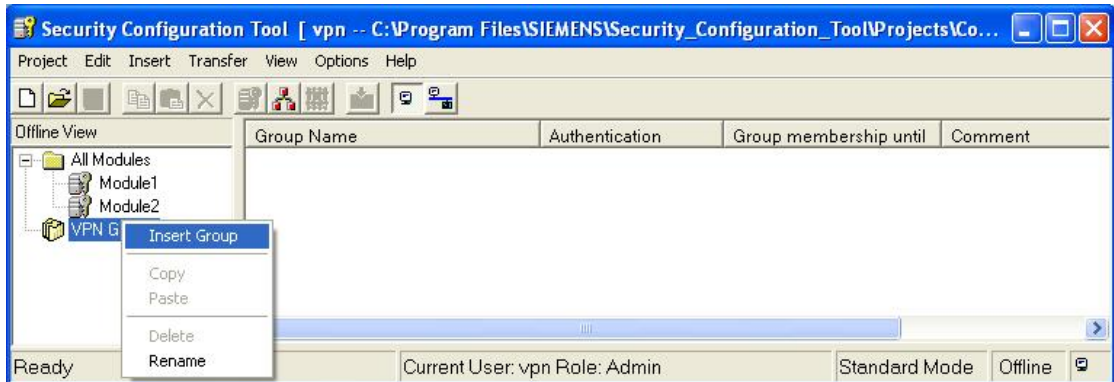 Security Configuration Tool [ vpn -- C:\Program Files\SIEMENS\Security_Configuration_Tool\Projects\Co...
Project Edit Insert Transfer View Options Help
Offline View
Group Name Authentication Group membership until Comment
All Modules
Module1
Module2
VPN G
Insert Group
Copy
Paste
Delete
Rename
Ready Current User: vpn Role: Admin Standard Mode Offline